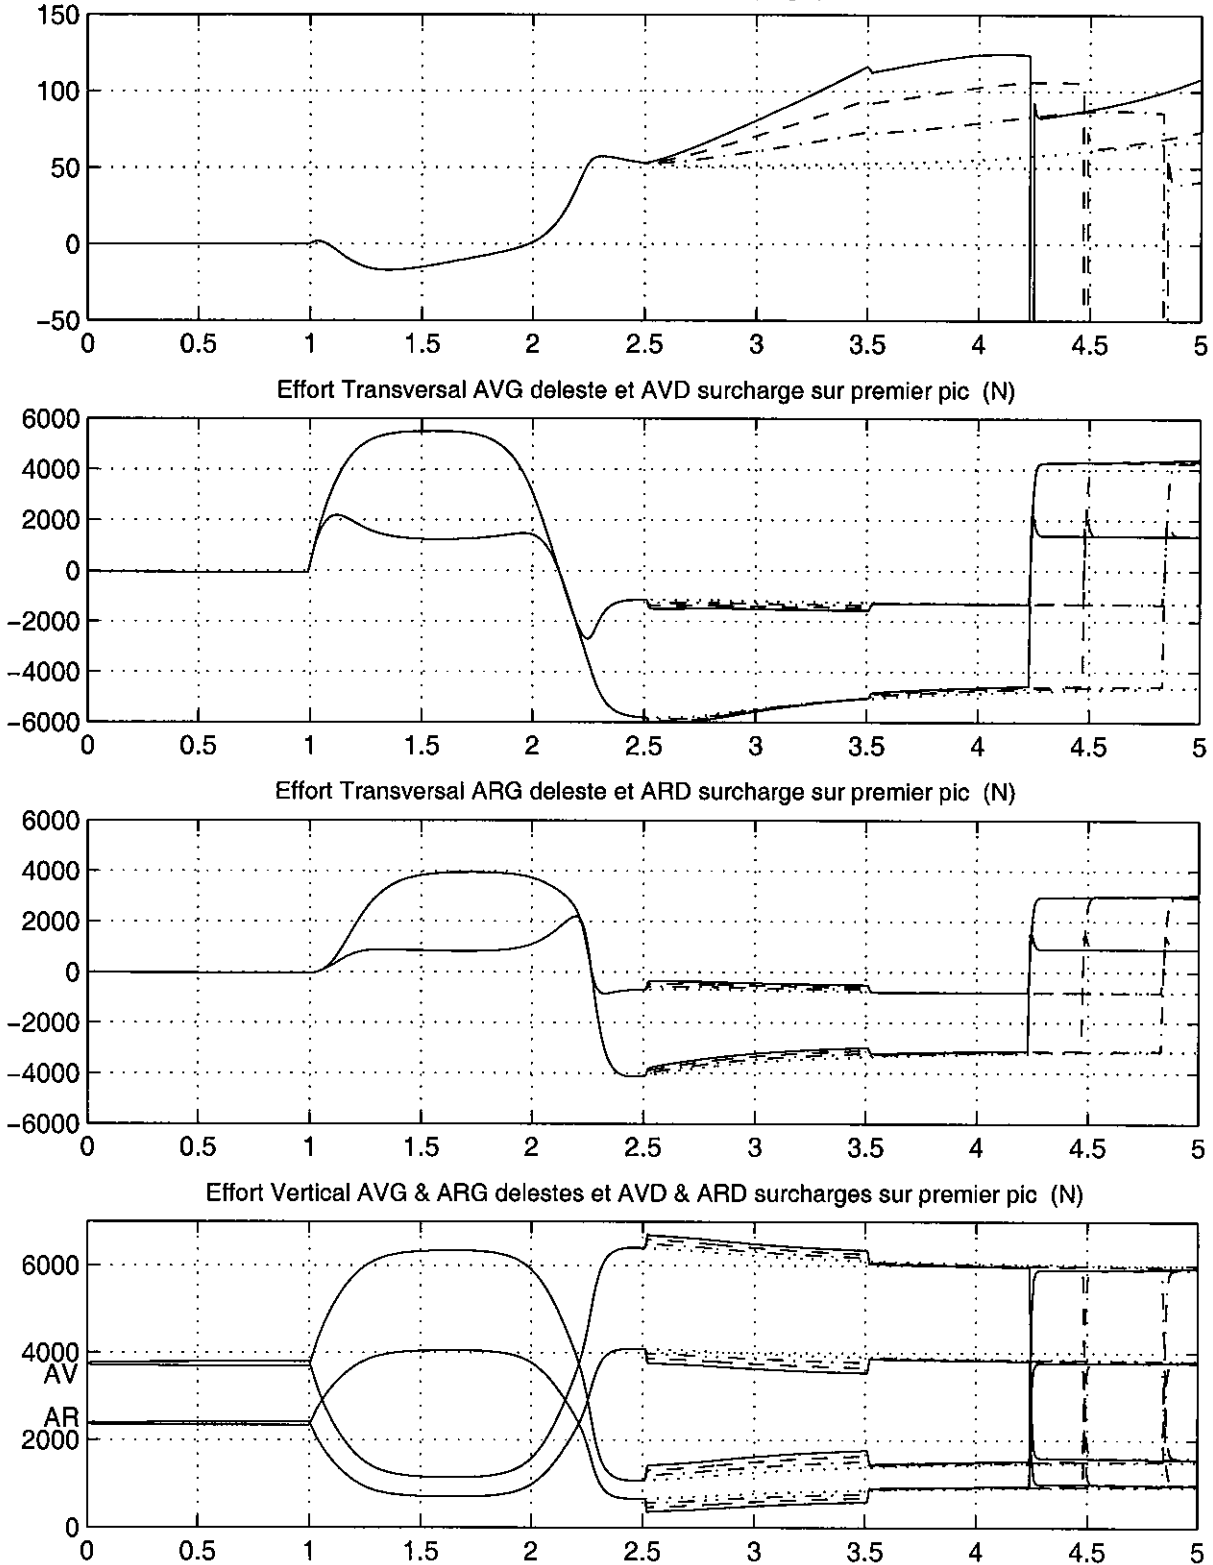 150
100
50
0
−50
0 0.5 1 1.5 2 2.5 3 3.5 4 4.5 5
Effort Transversal AVG deleste et AVD surcharge sur premier pic (N)
6000
4000
2000
0
−2000
−4000
−6000
0 0.5 1 1.5 2 2.5 3 3.5 4 4.5 5
Effort Transversal ARG deleste et ARD surcharge sur premier pic (N)
6000
4000
2000
0
−2000
−4000
−6000
0 0.5 1 1.5 2 2.5 3 3.5 4 4.5 5
Effort Vertical AVG & ARG delestes et AVD & ARD surcharges sur premier pic (N)
6000
4000
AV
AR
2000
0
0 0.5 1 1.5 2 2.5 3 3.5 4 4.5 5